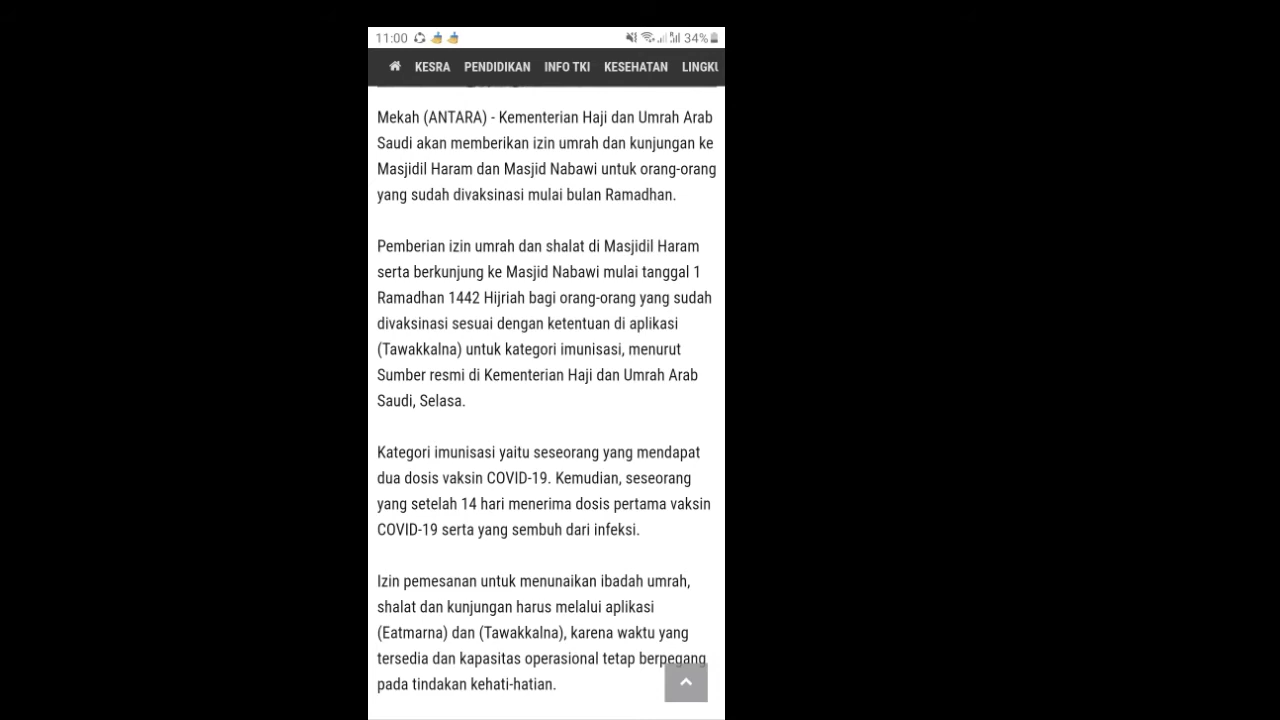 11:00
34%
KESRA PENDIDIKAN INFO TKI KESEHATAN LINGKU
Mekah (ANTARA) - Kementerian Haji dan Umrah Arab
Saudi akan memberikan izin umrah dan kunjungan ke
Masjidil Haram dan Masjid Nabawi untuk orang-orang
yang sudah divaksinasi mulai bulan Ramadhan.
Pemberian izin umrah dan shalat di Masjidil Haram
serta berkunjung ke Masjid Nabawi mulai tanggal 1
Ramadhan 1442 Hijriah bagi orang-orang yang sudah
divaksinasi sesuai dengan ketentuan di aplikasi
(Tawakkalna) untuk kategori imunisasi, menurut
Sumber resmi di Kementerian Haji dan Umrah Arab
Saudi, Selasa.
Kategori imunisasi yaitu seseorang yang mendapat
dua dosis vaksin COVID-19. Kemudian, seseorang
yang setelah 14 hari menerima dosis pertama vaksin
COVID-19 serta yang sembuh dari infeksi.
Izin pemesanan untuk menunaikan ibadah umrah,
shalat dan kunjungan harus melalui aplikasi
(Eatmarna) dan (Tawakkalna), karena waktu yang
tersedia dan kapasitas operasional tetap berpegang
pada tindakan kehati-hatian.